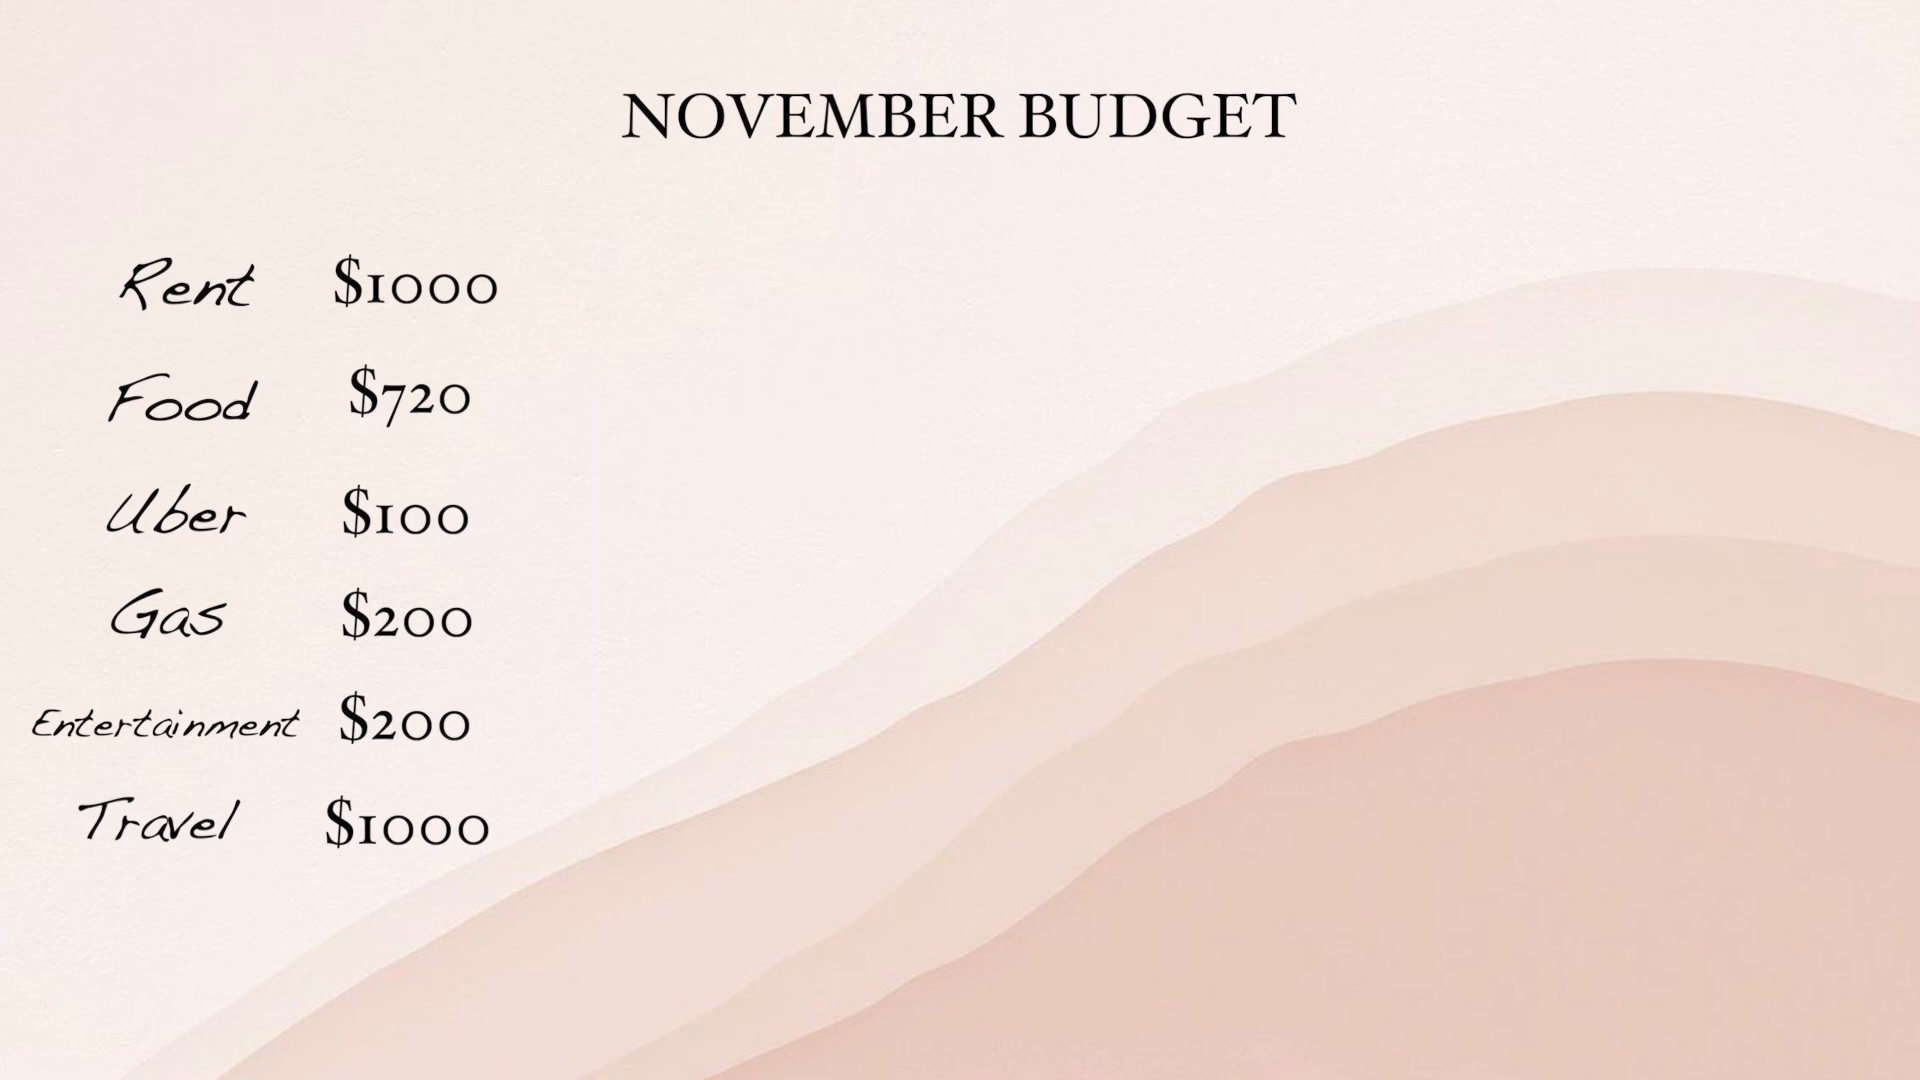 NOVEMBER BUDGET
Rent $1000
Food $720
Uber $100
Gas $200
Entertainment $200
Travel $1000